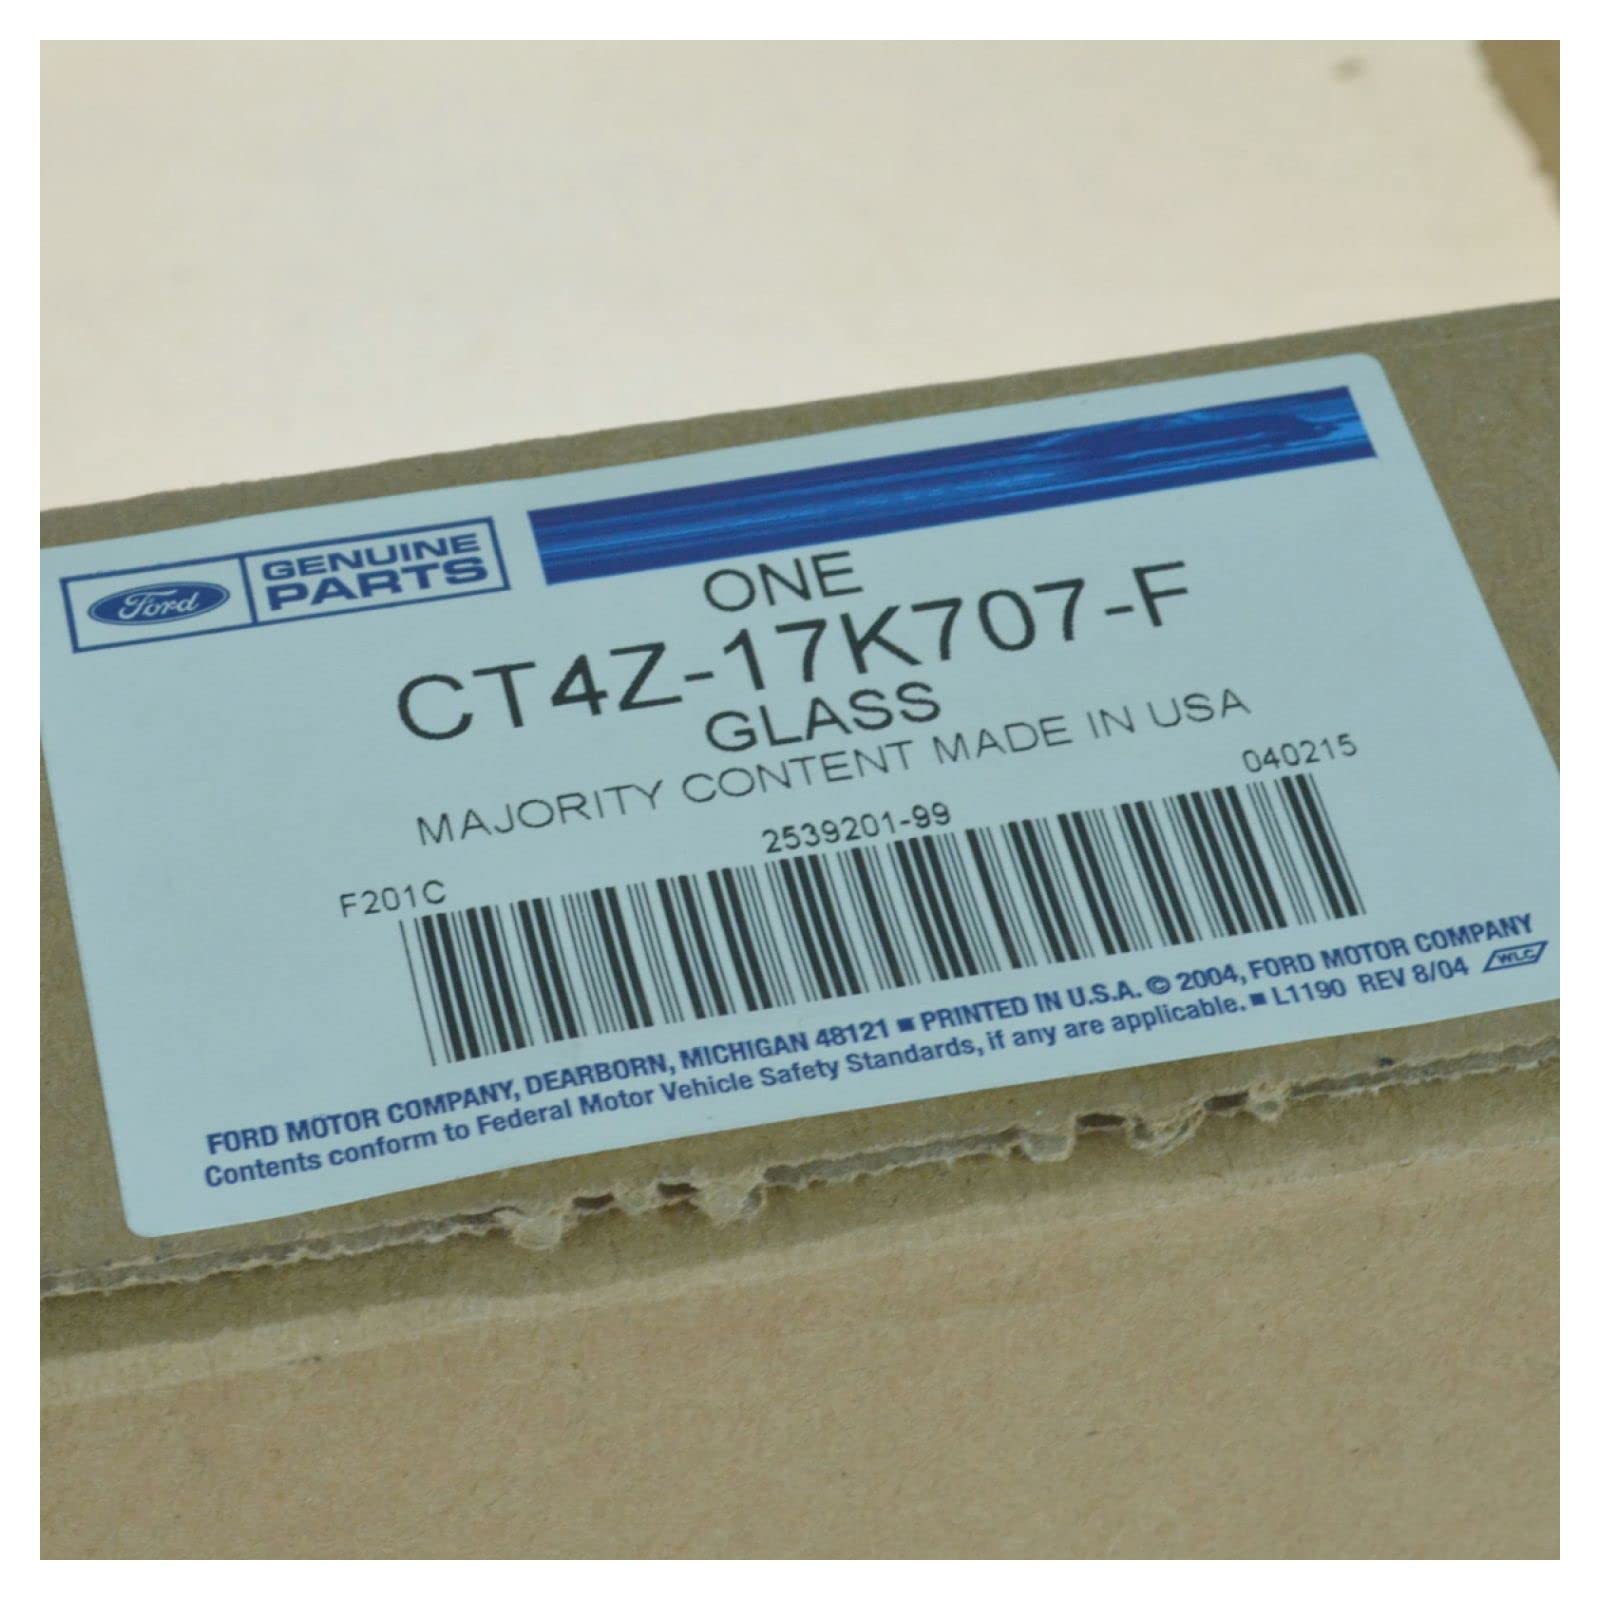 Ford
GENUINE
PARTS
ONE
CT4Z-17K707-F
GLASS
MAJORITY CONTENT MADE IN USA
F201C 2539201-99 040215
FORD MOTOR COMPANY, DEARBORN, MICHIGAN 48121 ■ PRINTED IN U.S.A. © 2004, FORD MOTOR COMPANY
Contents conform to Federal Motor Vehicle Safety Standards, if any are applicable. ■ L1190 REV 8/04 WLC